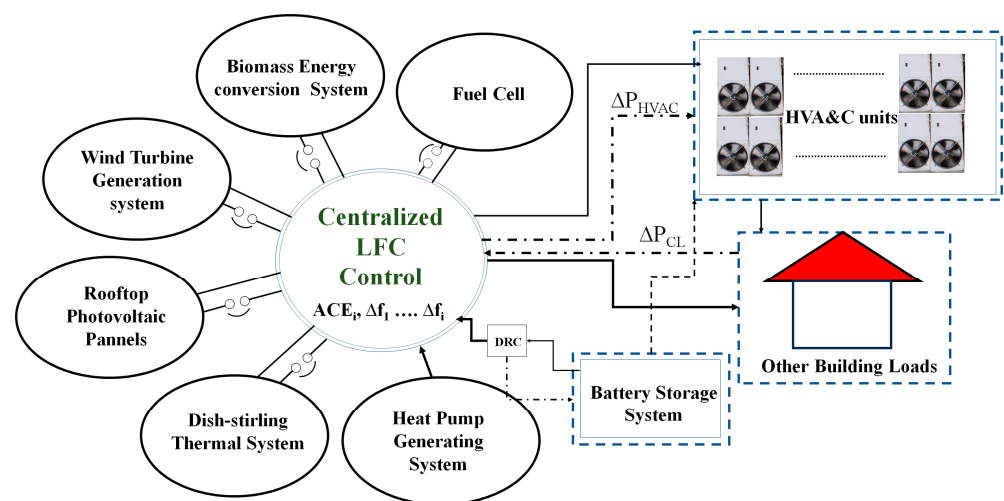 Biomass Energy
conversion System
Fuel Cell
ΔP_HVAC
HVA&C units
Wind Turbine
Generation
system
Centralized
LFC
Control
ACE_i, Δf_1 …. Δf_i
ΔP_CL
Rooftop
Photovoltaic
Pannels
DRC
Other Building Loads
Battery Storage
System
Dish-stirling
Thermal System
Heat Pump
Generating
System